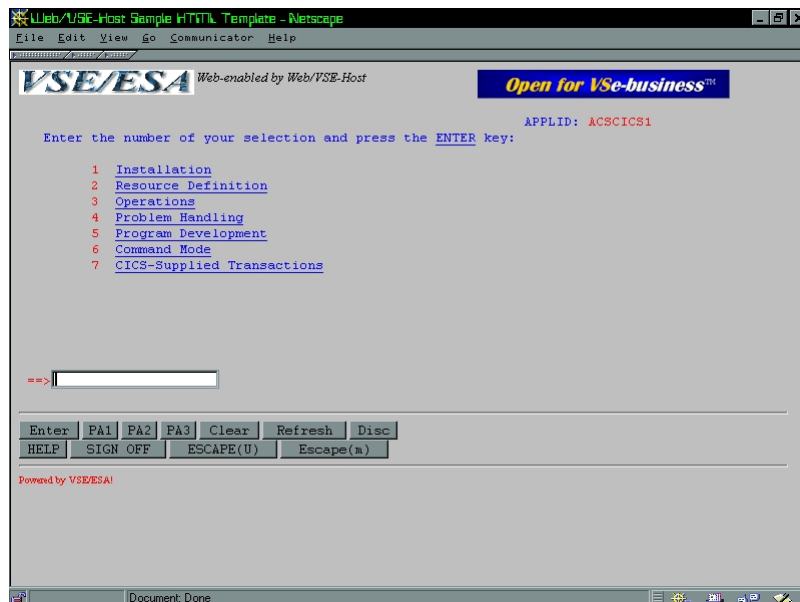 Web/VSE-Host Sample HTML Template - Netscape
File Edit View Go Communicator Help
VSE/ESA Web-enabled by Web/VSE-Host
Open for VSe-business™
APPLID: ACSCICS1
Enter the number of your selection and press the ENTER key:
1 Installation
2 Resource Definition
3 Operations
4 Problem Handling
5 Program Development
6 Command Mode
7 CICS-Supplied Transactions
==>
Enter PA1 PA2 PA3 Clear Refresh Disc
HELP SIGN OFF ESCAPE(U) Escape(m)
Powered by VSE/ESA!
Document: Done